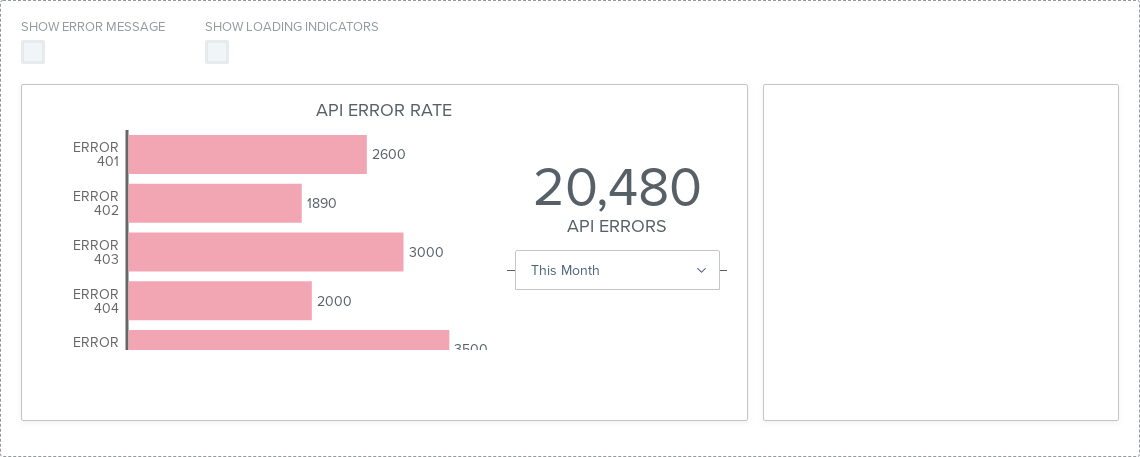 SHOW ERROR MESSAGE
SHOW LOADING INDICATORS
API ERROR RATE
ERROR
401
2600
ERROR
402
1890
ERROR
403
3000
ERROR
404
2000
ERROR
3500
20,480
API ERRORS
This Month